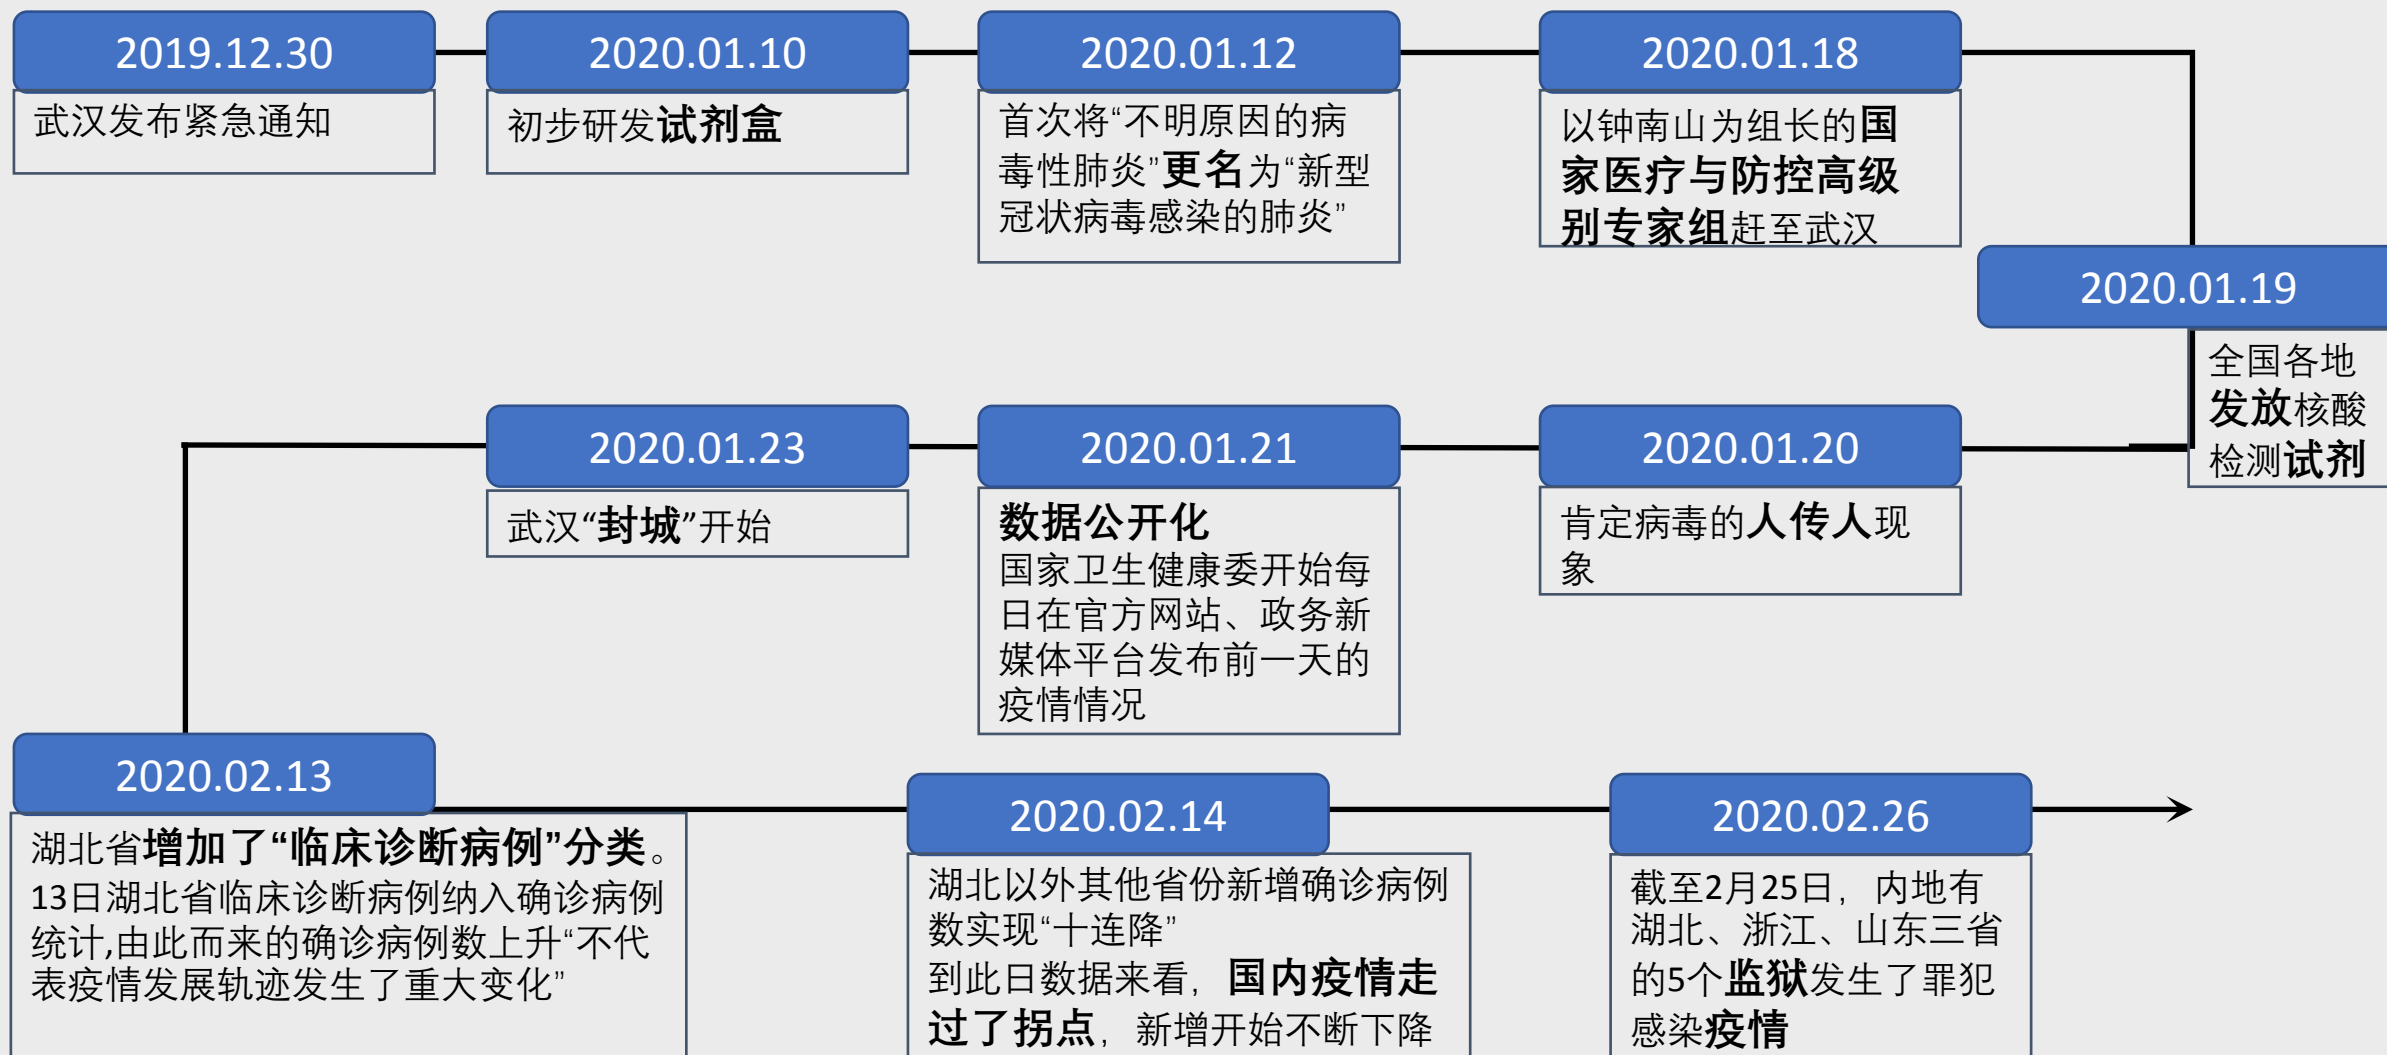 2019.12.30
武汉发布紧急通知
2020.01.10
初步研发试剂盒
2020.01.12
首次将“不明原因的病
毒性肺炎”更名为“新型
冠状病毒感染的肺炎”
2020.01.18
以钟南山为组长的国
家医疗与防控高级
别专家组赶至武汉
2020.01.19
全国各地
发放核酸
检测试剂
2020.01.20
肯定病毒的人传人现
象
2020.01.21
数据公开化
国家卫生健康委开始每
日在官方网站、政务新
媒体平台发布前一天的
疫情情况
2020.01.23
武汉“封城”开始
2020.02.13
湖北省增加了“临床诊断病例”分类。
13日湖北省临床诊断病例纳入确诊病例
统计,由此而来的确诊病例数上升“不代
表疫情发展轨迹发生了重大变化”
2020.02.14
湖北以外其他省份新增确诊病例
数实现“十连降”
到此日数据来看，国内疫情走
过了拐点，新增开始不断下降
2020.02.26
截至2月25日，内地有
湖北、浙江、山东三省
的5个监狱发生了罪犯
感染疫情